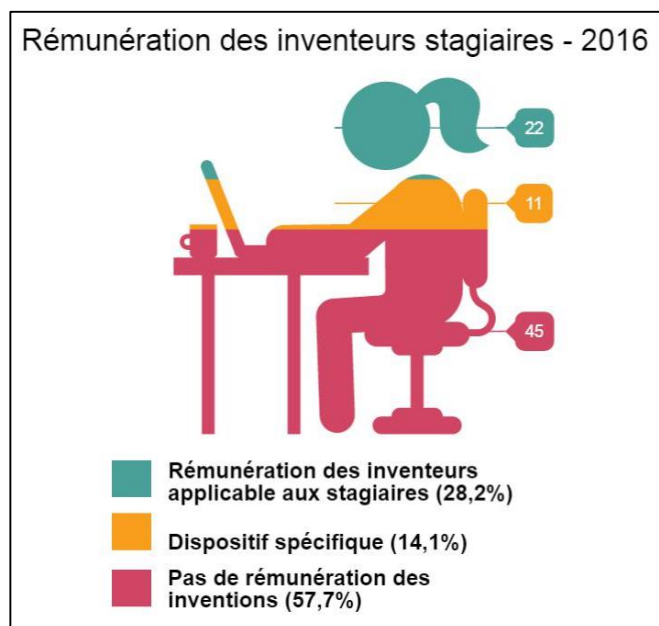 Rémunération des inventeurs stagiaires - 2016
22
11
45
Rémunération des inventeurs
applicable aux stagiaires (28,2%)
Dispositif spécifique (14,1%)
Pas de rémunération des
inventions (57,7%)